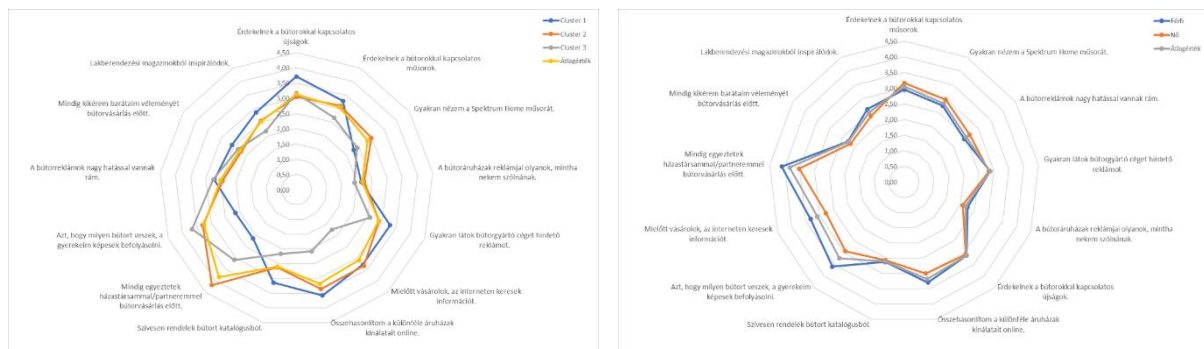 Érdekelnek a bútorokkal kapcsolatos
újságok.
4,50
4,00
3,50
3,00
2,50
2,00
1,50
1,00
0,50
0,00
Érdekelnek a bútorokkal kapcsolatos
műsorok.
Gyakran nézem a Spektrum Home műsorát.
A bútoráruházak reklámjai olyanok, mintha
nekem szólnának.
Gyakran látok bútorgyártó céget hirdető
reklámot.
Mielőtt vásárolok, az interneten keresek
információt.
Összehasonlítom a különféle áruházak
kínálatait online.
Szívesen rendelek bútort katalógusból.
Mindig egyeztetek
házastársammal/partneremmel
bútorvásárlás előtt.
Azt, hogy milyen bútort veszek, a
gyerekeim képesek befolyásolni.
A bútorreklámok nagy hatással vannak
rám.
Mindig kikérem barátaim véleményét
bútorvásárlás előtt.
Lakberendezési magazinokból inspirálódok.
Cluster 1
Cluster 2
Cluster 3
Átlagérték
Érdekelnek a bútorokkal kapcsolatos
műsorok.
4,50
4,00
3,50
3,00
2,50
2,00
1,50
1,00
0,50
0,00
Gyakran nézem a Spektrum Home műsorát.
A bútorreklámok nagy hatással vannak rám.
Gyakran látok bútorgyártó céget hirdető
reklámot.
A bútoráruházak reklámjai olyanok, mintha
nekem szólnának.
Érdekelnek a bútorokkal kapcsolatos
újságok.
Összehasonlítom a különféle áruházak
kínálatait online.
Szívesen rendelek bútort katalógusból.
Azt, hogy milyen bútort veszek, a gyerekeim
képesek befolyásolni.
Mielőtt vásárolok, az interneten keresek
információt.
Mindig egyeztetek
házastársammal/partneremmel
bútorvásárlás előtt.
Mindig kikérem barátaim véleményét
bútorvásárlás előtt.
Lakberendezési magazinokból inspirálódok.
Férfi
Nő
Átlagérték